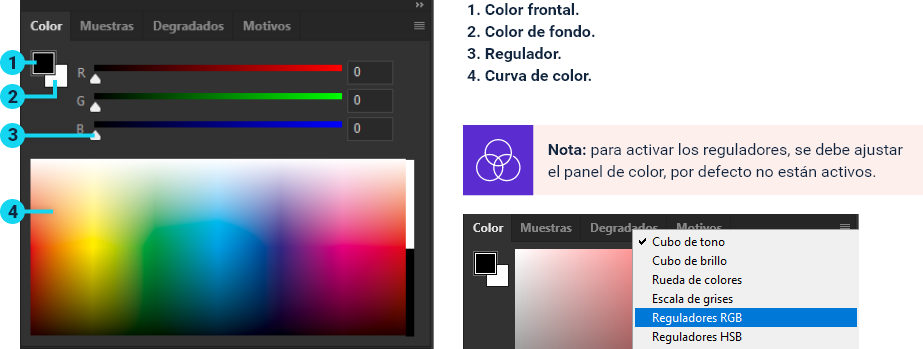 Color Muestras Degradados Motivos
1
2
3
4
R 0
G 0
B 0
1. Color frontal.
2. Color de fondo.
3. Regulador.
4. Curva de color.
Nota: para activar los reguladores, se debe ajustar
el panel de color, por defecto no están activos.
Color Muestras Degradados Motivos
Cubo de tono
Cubo de brillo
Rueda de colores
Escala de grises
Reguladores RGB
Reguladores HSB